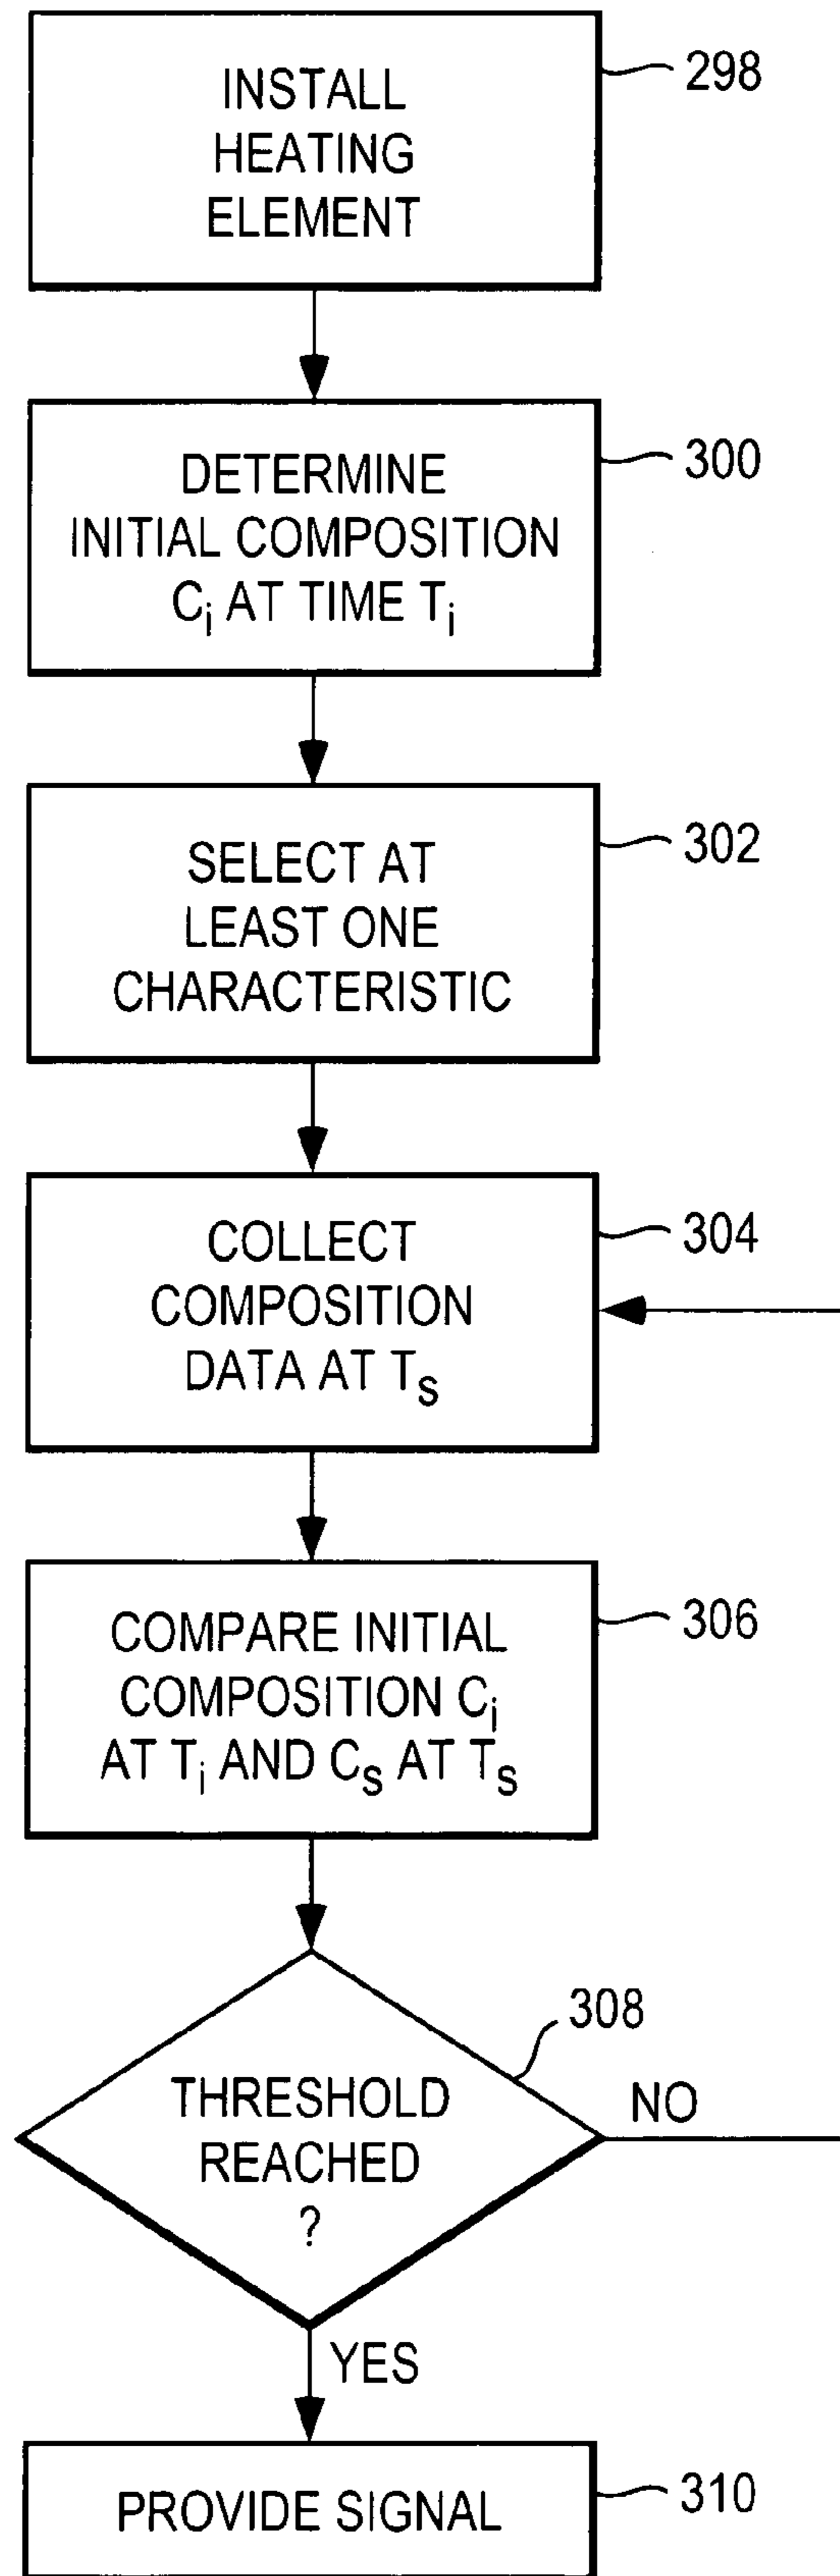 INSTALL
HEATING
ELEMENT
298
DETERMINE
INITIAL COMPOSITION
Ci AT TIME Ti
300
SELECT AT
LEAST ONE
CHARACTERISTIC
302
COLLECT
COMPOSITION
DATA AT Ts
304
COMPARE INITIAL
COMPOSITION Ci
AT Ti AND Cs AT Ts
306
THRESHOLD
REACHED
?
308
NO
YES
PROVIDE SIGNAL
310